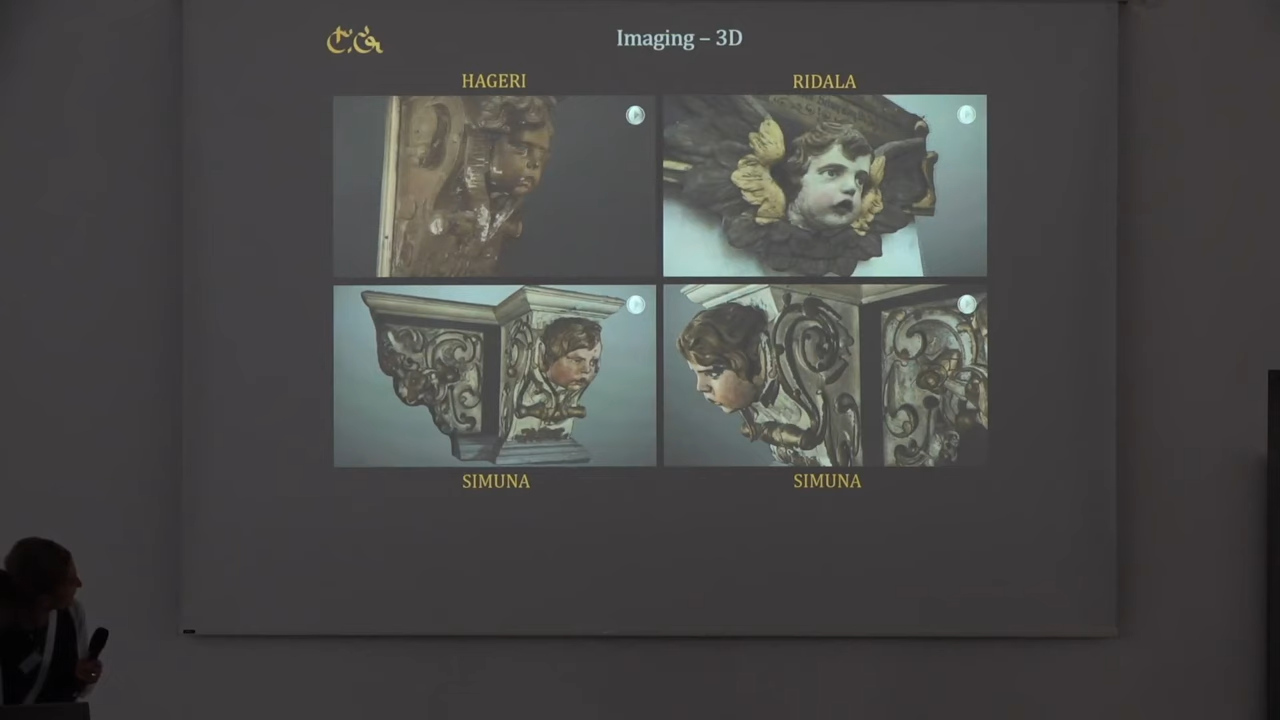 Imaging – 3D
HAGERI
RIDALA
SIMUNA
SIMUNA